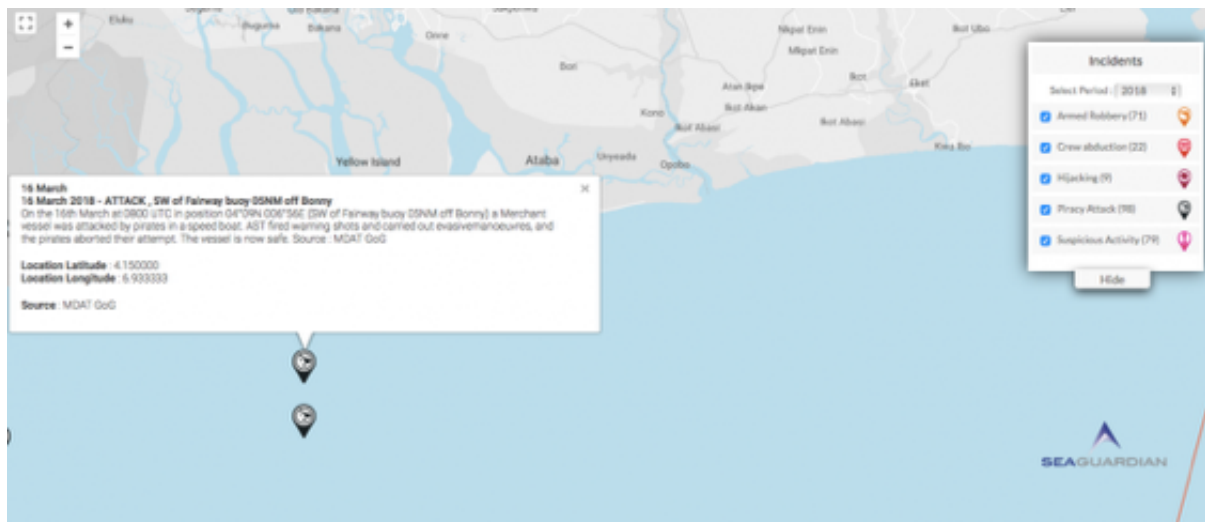 Buguma
Bakana
Onne
Bori
Nkpat Enin
Mkpat Enin
Ikot Ubo
Ikot
Eket
Kono
Ikot Akan
Ikot Abasi
Ikot Abasi
Yellow Island
Ataba
Unyeada
Opobo
+
−
Incidents
Select Period : 2018
Armed Robbery (71)
Crew abduction (22)
Hijacking (9)
Piracy Attack (98)
Suspicious Activity (79)
Hide
16 March
16 March 2018 - ATTACK , SW of Fairway buoy 05NM off Bonny
On the 16th March at 0800 UTC in position 04°09N 006°56E (SW of Fairway buoy 05NM off Bonny) a Merchant
vessel was attacked by pirates in a speed boat. AST fired warning shots and carried out evasivemanoeuvres, and
the pirates aborted their attempt. The vessel is now safe. Source : MDAT GoG
Location Latitude : 4.150000
Location Longitude : 6.933333
Source : MDAT GoG
SEAGUARDIAN